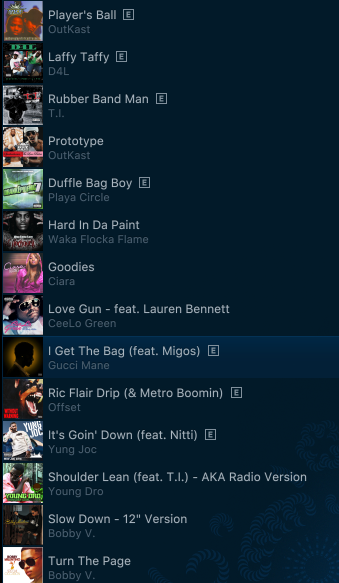 Player's Ball E
OutKast
Laffy Taffy E
D4L
Rubber Band Man E
T.I.
Prototype
OutKast
Duffle Bag Boy E
Playa Circle
Hard In Da Paint
Waka Flocka Flame
Goodies
Ciara
Love Gun - feat. Lauren Bennett
CeeLo Green
I Get The Bag (feat. Migos) E
Gucci Mane
Ric Flair Drip (& Metro Boomin) E
Offset
It's Goin' Down (feat. Nitti) E
Yung Joc
Shoulder Lean (feat. T.I.) - AKA Radio Version
Young Dro
Slow Down - 12" Version
Bobby V.
Turn The Page
Bobby V.